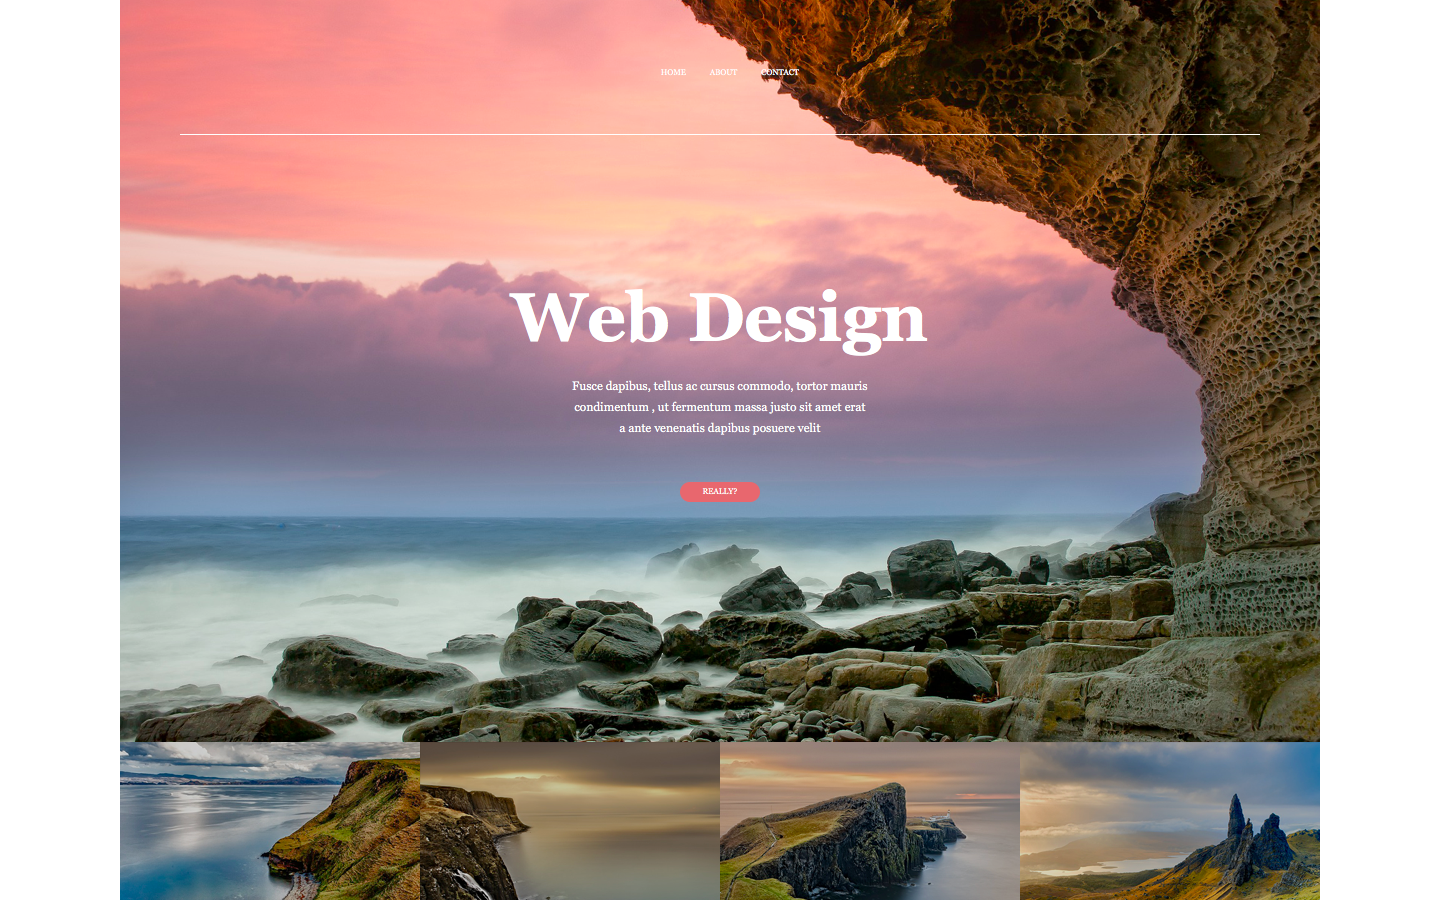 HOME ABOUT CONTACT
Web Design
Fusce dapibus, tellus ac cursus commodo, tortor mauris
condimentum , ut fermentum massa justo sit amet erat
a ante venenatis dapibus posuere velit
REALLY?